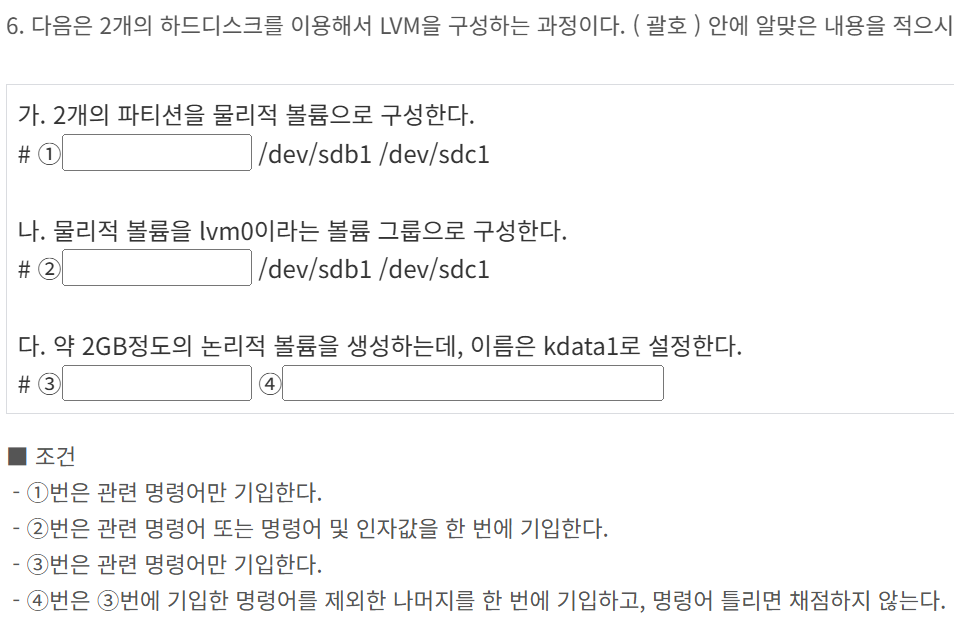 6. 다음은 2개의 하드디스크를 이용해서 LVM을 구성하는 과정이다. ( 괄호 ) 안에 알맞은 내용을 적으시
가. 2개의 파티션을 물리적 볼륨으로 구성한다.
# ① /dev/sdb1 /dev/sdc1
나. 물리적 볼륨을 lvm0이라는 볼륨 그룹으로 구성한다.
# ② /dev/sdb1 /dev/sdc1
다. 약 2GB정도의 논리적 볼륨을 생성하는데, 이름은 kdata1로 설정한다.
# ③ ④
■ 조건
- ①번은 관련 명령어만 기입한다.
- ②번은 관련 명령어 또는 명령어 및 인자값을 한 번에 기입한다.
- ③번은 관련 명령어만 기입한다.
- ④번은 ③번에 기입한 명령어를 제외한 나머지를 한 번에 기입하고, 명령어 틀리면 채점하지 않는다.